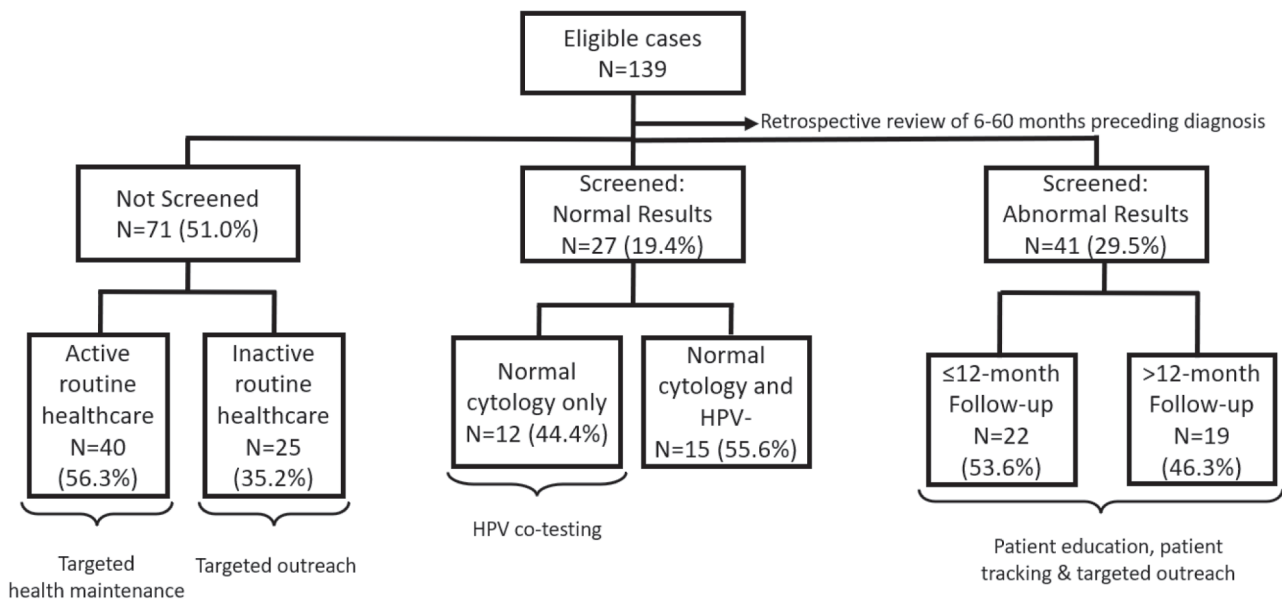 Eligible cases
N=139
Retrospective review of 6-60 months preceding diagnosis
Not Screened
N=71 (51.0%)
Screened:
Normal Results
N=27 (19.4%)
Screened:
Abnormal Results
N=41 (29.5%)
Active
routine
healthcare
N=40
(56.3%)
Inactive
routine
healthcare
N=25
(35.2%)
Normal
cytology only
N=12 (44.4%)
Normal
cytology and
HPV-
N=15 (55.6%)
≤12-month
Follow-up
N=22
(53.6%)
>12-month
Follow-up
N=19
(46.3%)
Targeted
health maintenance
Targeted outreach
HPV co-testing
Patient education, patient
tracking & targeted outreach